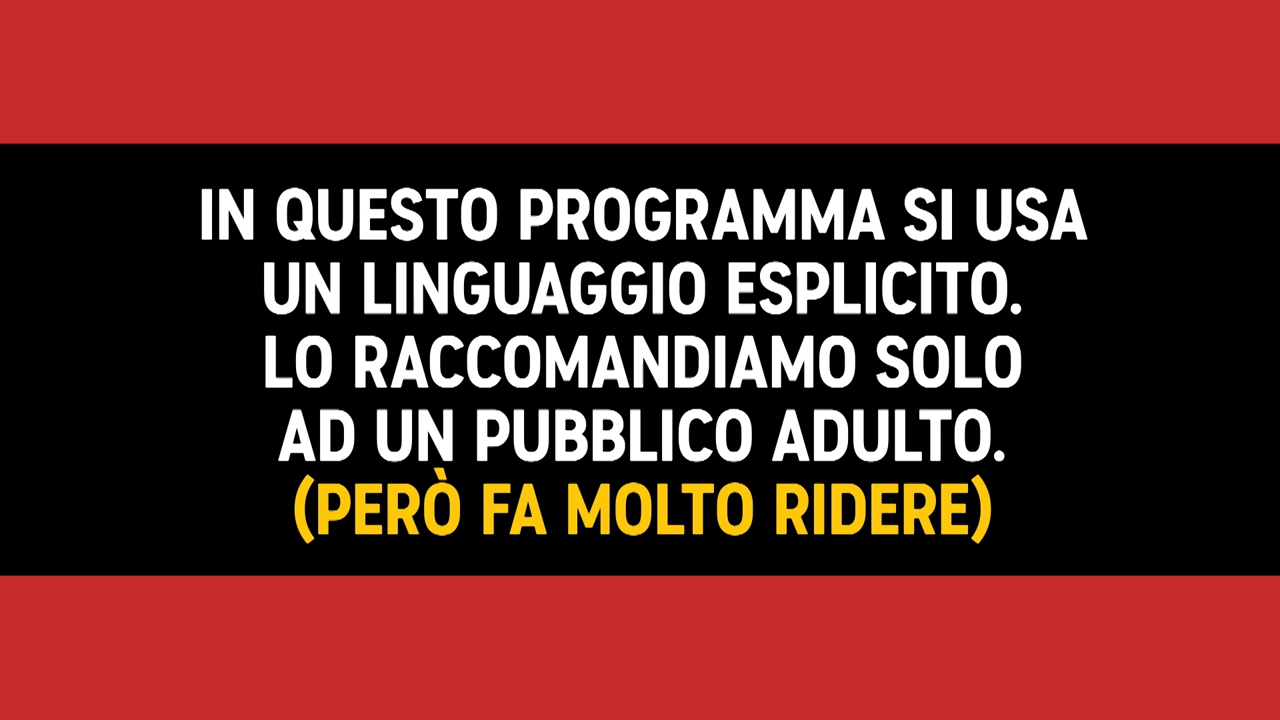 IN QUESTO PROGRAMMA SI USA
UN LINGUAGGIO ESPLICITO.
LO RACCOMANDIAMO SOLO
AD UN PUBBLICO ADULTO.
(PERÒ FA MOLTO RIDERE)